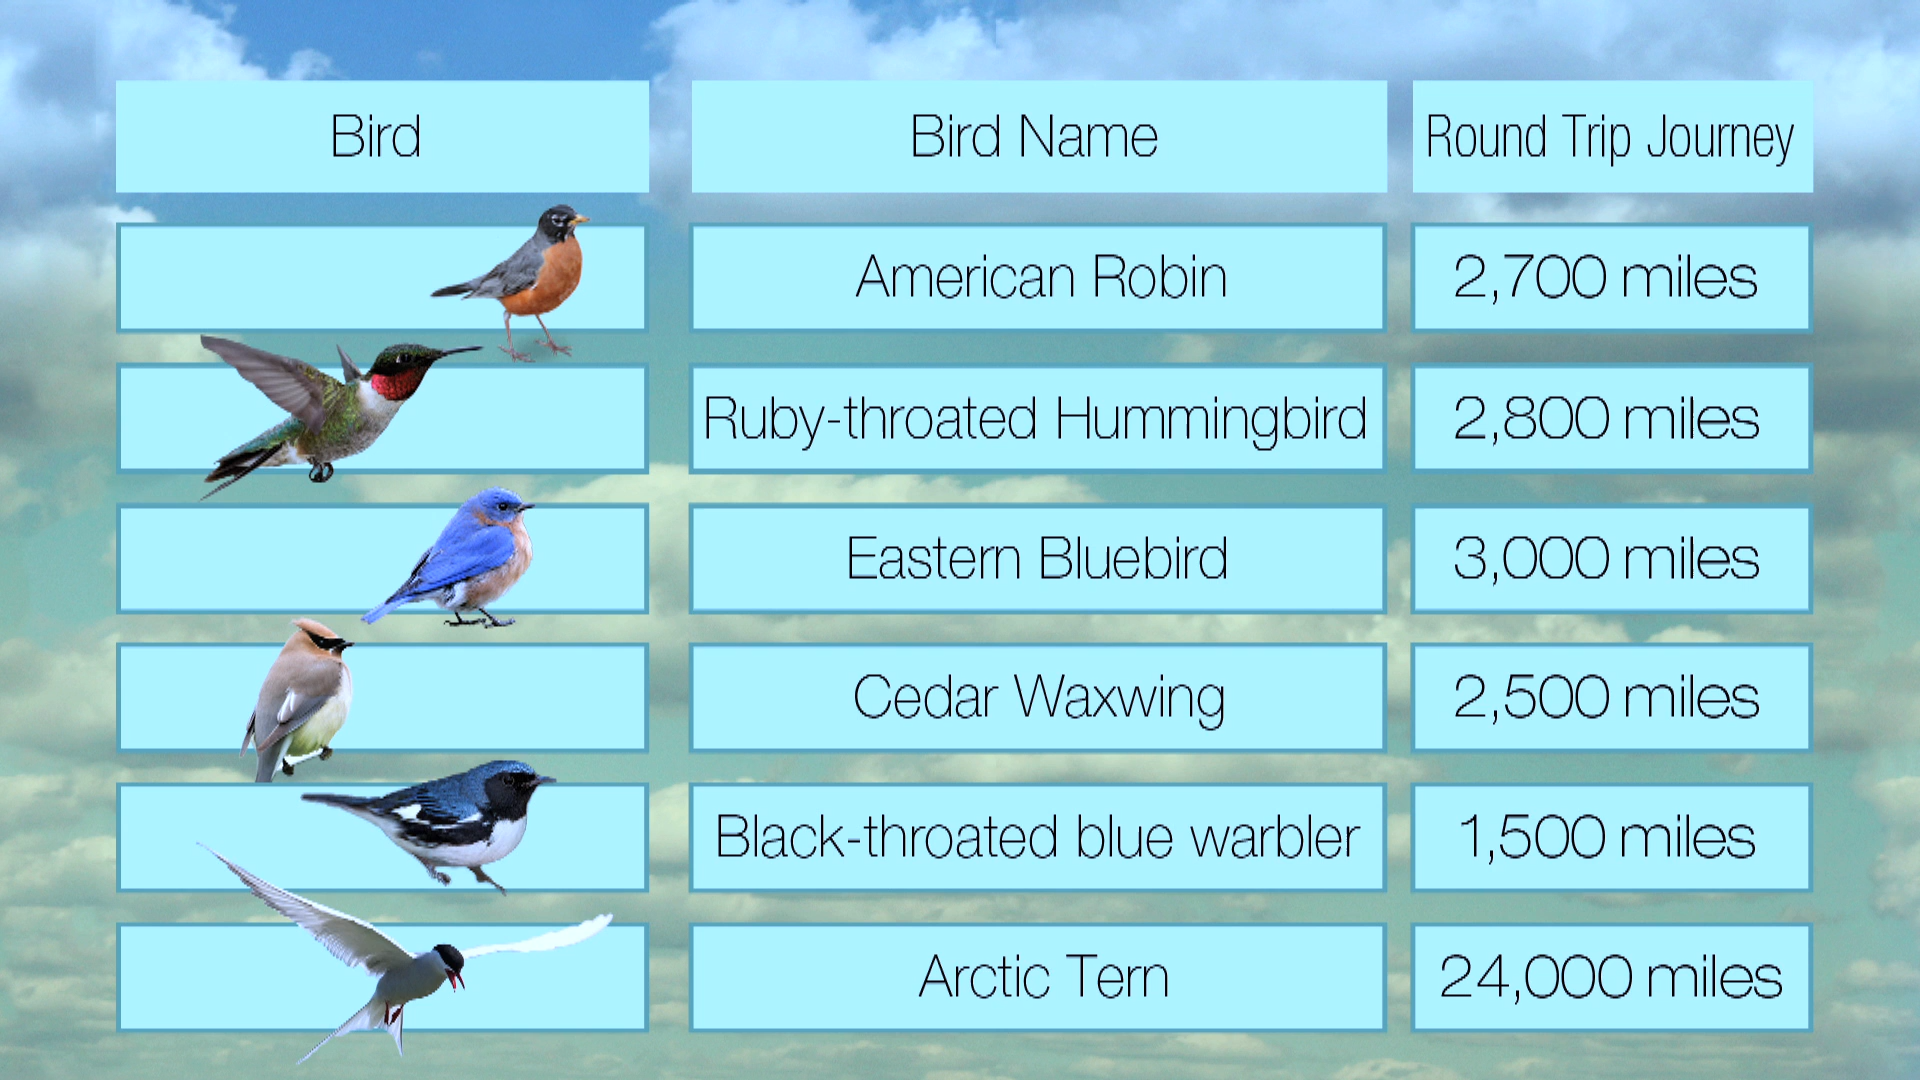 Bird Bird Name Round Trip Journey
American Robin 2,700 miles
Ruby-throated Hummingbird 2,800 miles
Eastern Bluebird 3,000 miles
Cedar Waxwing 2,500 miles
Black-throated blue warbler 1,500 miles
Arctic Tern 24,000 miles